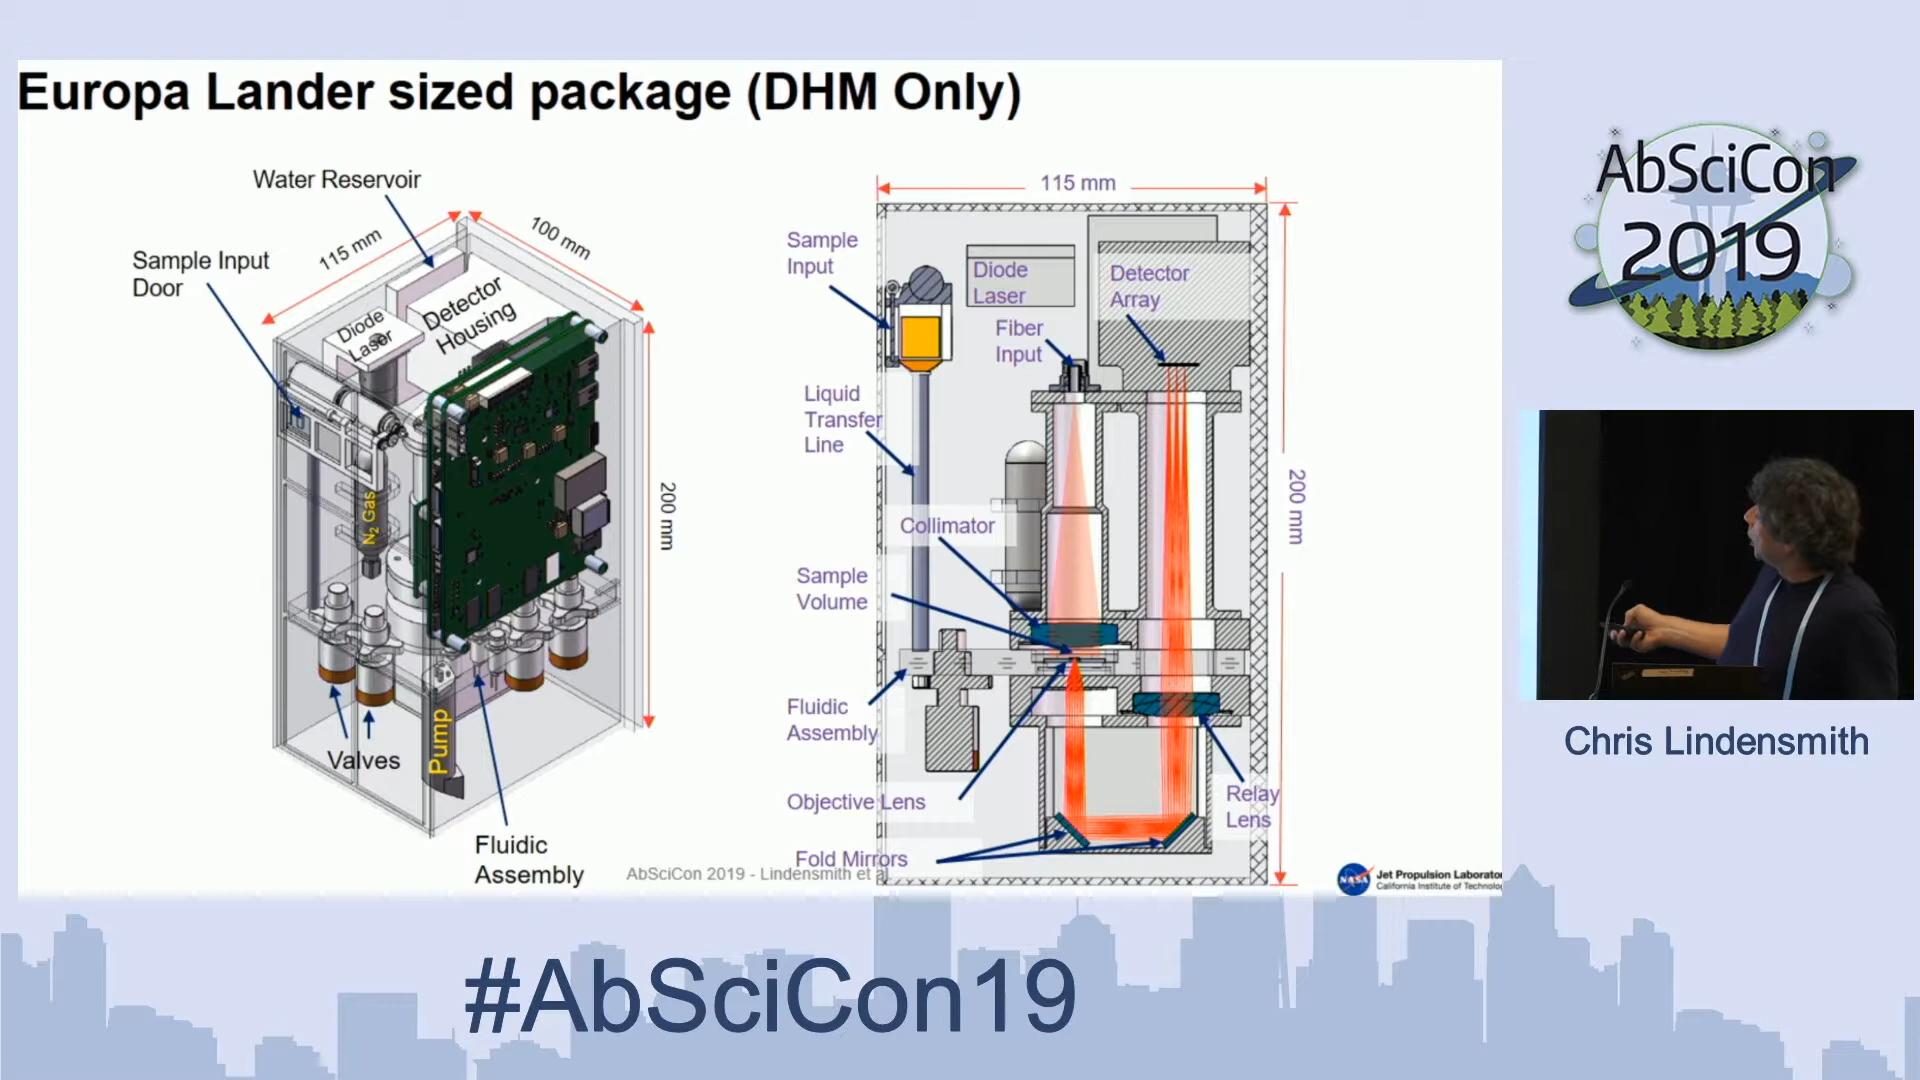 Europa Lander sized package (DHM Only)
Water Reservoir
Sample Input
Door
115 mm
100 mm
Diode
Laser
Detector
Housing
N2 Gas
200 mm
Valves
Pump
Fluidic
Assembly
115 mm
Sample
Input
Diode
Laser
Detector
Array
Fiber
Input
Liquid
Transfer
Line
Collimator
Sample
Volume
200 mm
Fluidic
Assembly
Objective Lens
Relay
Lens
Fold Mirrors
AbSciCon 2019 - Lindensmith et al
NASA
Jet Propulsion Laborato
California Institute of Technolo
AbSciCon
2019
Chris Lindensmith
#AbSciCon19